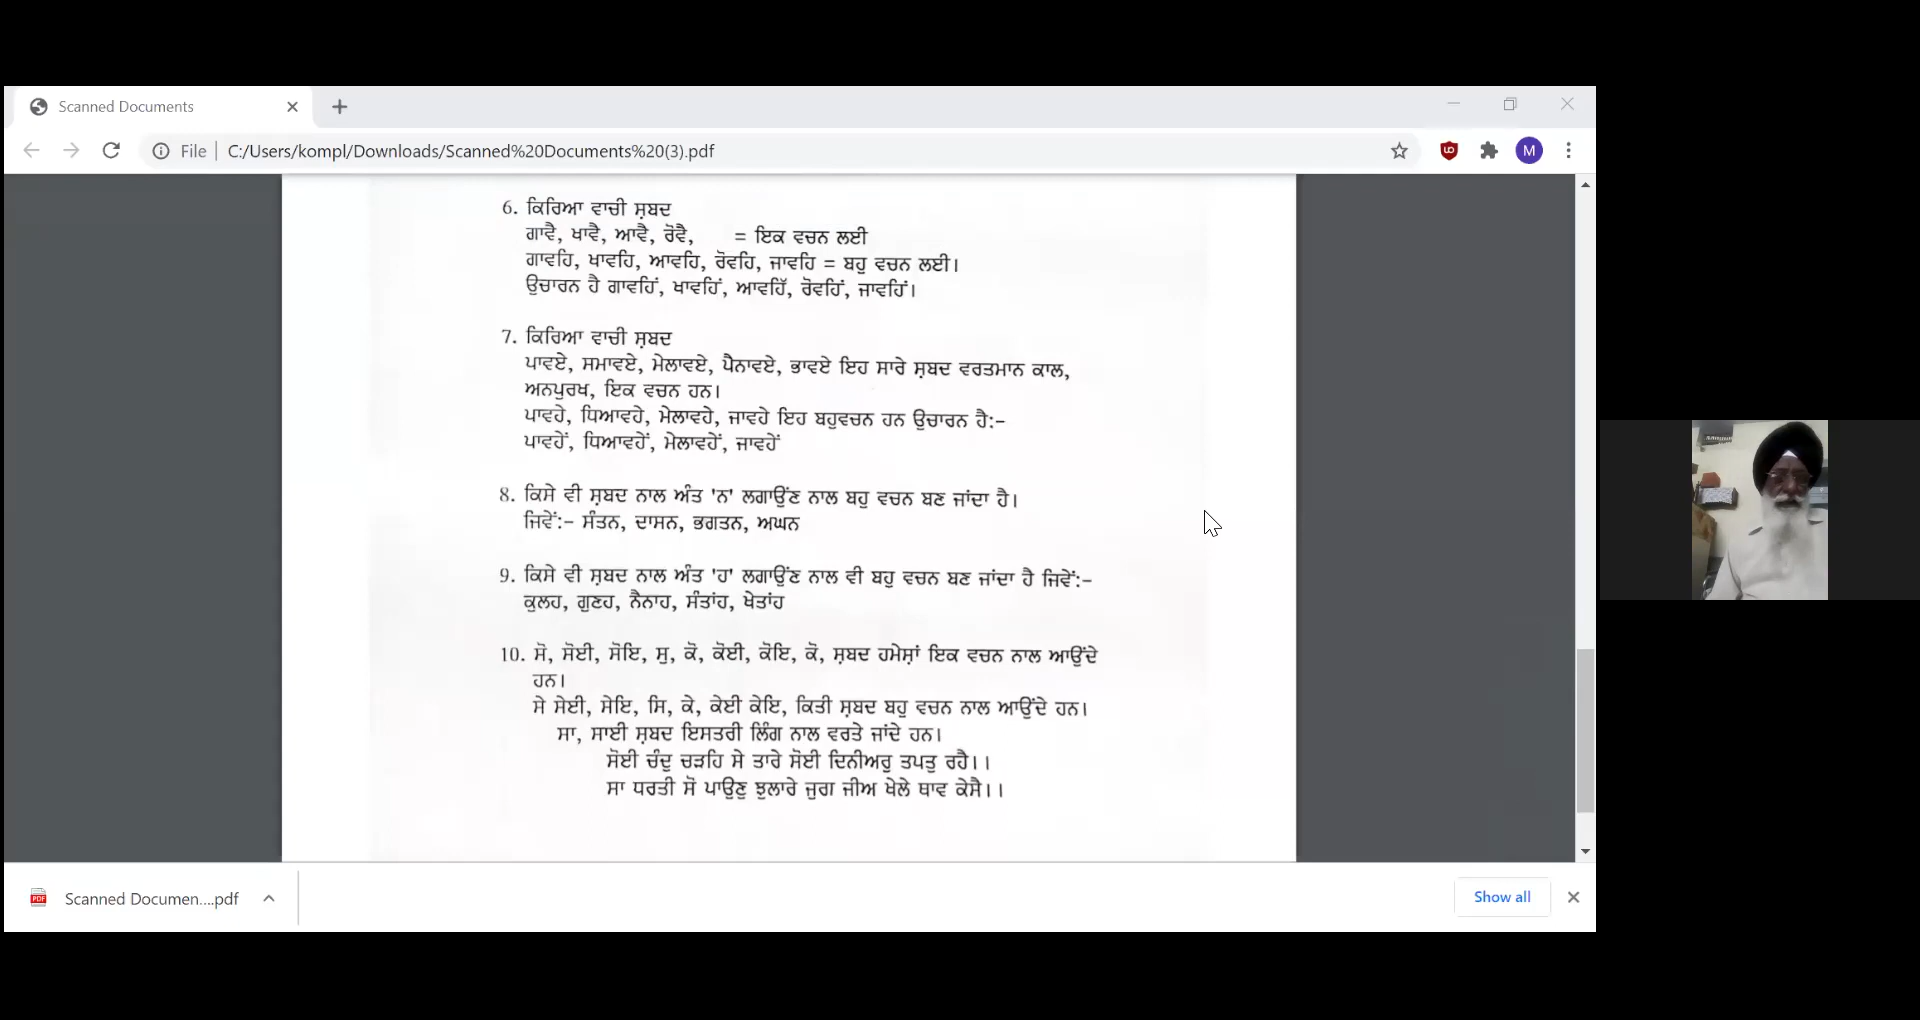 Scanned Documents
File
C:/Users/kompl/Downloads/Scanned%20Documents%20(3).pdf
M
6. ਕਿਰਿਆ ਵਾਚੀ ਸ਼ਬਦ
ਗਾਵੈ, ਖਾਵੈ, ਆਵੈ, ਰੋਵੈ, = ਇਕ ਵਚਨ ਲਈ
ਗਾਵਹਿ, ਖਾਵਹਿ, ਆਵਹਿ, ਰੋਵਹਿ, ਜਾਵਹਿ = ਬਹੁ ਵਚਨ ਲਈ।
ਉਚਾਰਨ ਹੈ ਗਾਵਹਿਂ, ਖਾਵਹਿਂ, ਆਵਹਿਂ, ਰੋਵਹਿਂ, ਜਾਵਹਿਂ।
7. ਕਿਰਿਆ ਵਾਚੀ ਸ਼ਬਦ
ਪਾਵਏ, ਸਮਾਵਏ, ਮੇਲਾਵਏ, ਪੈਨਾਵਏ, ਭਾਵਏ ਇਹ ਸਾਰੇ ਸ਼ਬਦ ਵਰਤਮਾਨ ਕਾਲ,
ਅਨਪੁਰਖ, ਇਕ ਵਚਨ ਹਨ।
ਪਾਵਹੇ, ਧਿਆਵਹੇ, ਮੇਲਾਵਹੇ, ਜਾਵਹੇ ਇਹ ਬਹੁਵਚਨ ਹਨ ਉਚਾਰਨ ਹੈ:-
ਪਾਵਹੇਂ, ਧਿਆਵਹੇਂ, ਮੇਲਾਵਹੇਂ, ਜਾਵਹੇਂ
8. ਕਿਸੇ ਵੀ ਸ਼ਬਦ ਨਾਲ ਅੰਤ 'ਨ' ਲਗਾਉਂਣ ਨਾਲ ਬਹੁ ਵਚਨ ਬਣ ਜਾਂਦਾ ਹੈ।
ਜਿਵੇਂ:- ਸੰਤਨ, ਦਾਸਨ, ਭਗਤਨ, ਅਘਨ
9. ਕਿਸੇ ਵੀ ਸ਼ਬਦ ਨਾਲ ਅੰਤ 'ਹ' ਲਗਾਉਂਣ ਨਾਲ ਵੀ ਬਹੁ ਵਚਨ ਬਣ ਜਾਂਦਾ ਹੈ ਜਿਵੇਂ:-
ਕੁਲਹ, ਗੁਣਹ, ਨੈਨਾਹ, ਸੰਤਾਂਹ, ਖੇਤਾਂਹ
10. ਸੋ, ਸੋਈ, ਸੋਇ, ਸੁ, ਕੋ, ਕੋਈ, ਕੋਇ, ਕੋ, ਸ਼ਬਦ ਹਮੇਸ਼ਾਂ ਇਕ ਵਚਨ ਨਾਲ ਆਉਂਦੇ
ਹਨ।
ਸੇ ਸੇਈ, ਸੇਇ, ਸਿ, ਕੇ, ਕੇਈ ਕੇਇ, ਕਿਤੀ ਸ਼ਬਦ ਬਹੁ ਵਚਨ ਨਾਲ ਆਉਂਦੇ ਹਨ।
ਸਾ, ਸਾਈ ਸ਼ਬਦ ਇਸਤਰੀ ਲਿੰਗ ਨਾਲ ਵਰਤੇ ਜਾਂਦੇ ਹਨ।
ਸੋਈ ਚੰਦੁ ਚੜਹਿ ਸੇ ਤਾਰੇ ਸੋਈ ਦਿਨੀਅਰੁ ਤਪਤੁ ਰਹੈ।।
ਸਾ ਧਰਤੀ ਸੋ ਪਾਉਣੁ ਝੁਲਾਰੇ ਜੁਗ ਜੀਅ ਖੇਲੇ ਥਾਵ ਕੇਸੈ।।
Scanned Documen....pdf
Show all